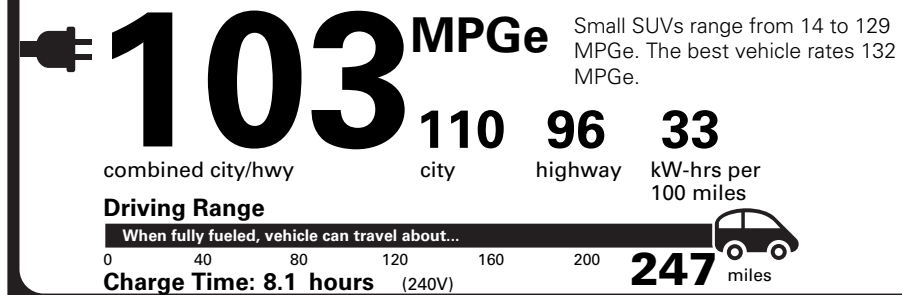 103 MPGe
Small SUVs range from 14 to 129
MPGe. The best vehicle rates 132
MPGe.
110 96 33
combined city/hwy city highway kW-hrs per
100 miles
Driving Range
When fully fueled, vehicle can travel about...
0 40 80 120 160 200 247 miles
Charge Time: 8.1 hours (240V)